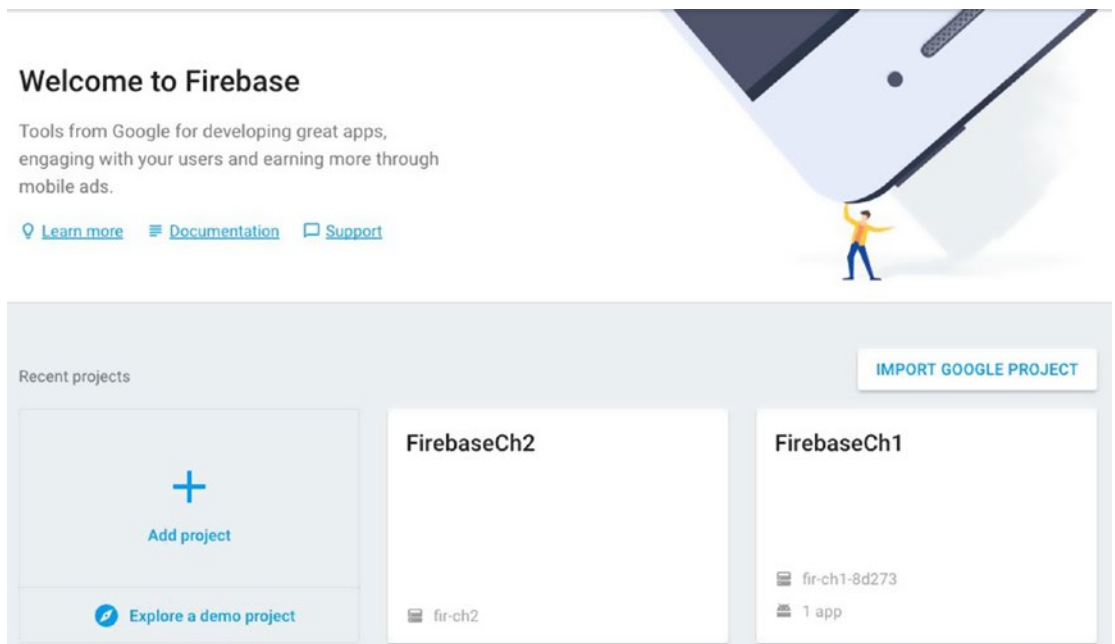 Welcome to Firebase
Tools from Google for developing great apps,
engaging with your users and earning more through
mobile ads.
Learn more Documentation Support
Recent projects
IMPORT GOOGLE PROJECT
Add project
Explore a demo project
FirebaseCh2
fir-ch2
FirebaseCh1
fir-ch1-8d273
1 app